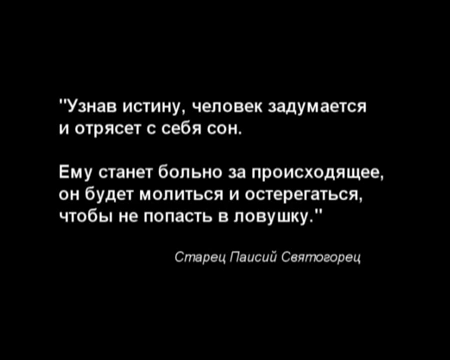 "Узнав истину, человек задумается
и отрясет с себя сон.
Ему станет больно за происходящее,
он будет молиться и остерегаться,
чтобы не попасть в ловушку."
Старец Паисий Святогорец